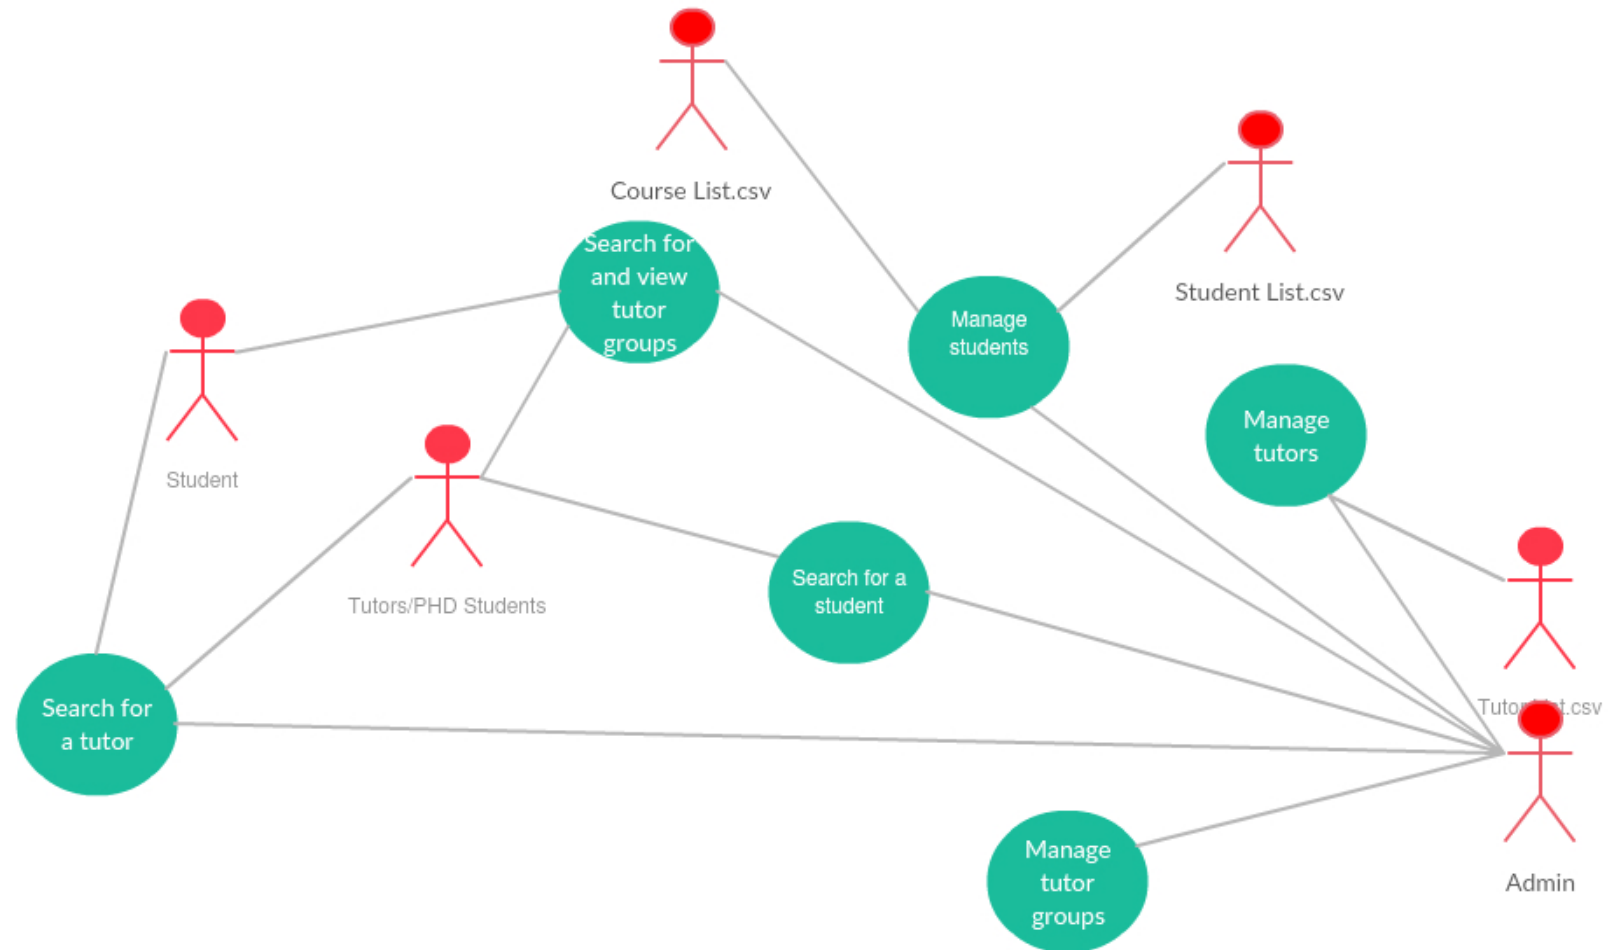 Course List.csv
Student List.csv
Search for
and view
tutor
groups
Manage
students
Manage
tutors
Student
Tutors/PHD Students
Search for a
student
Search for
a tutor
Manage
tutor
groups
Admin